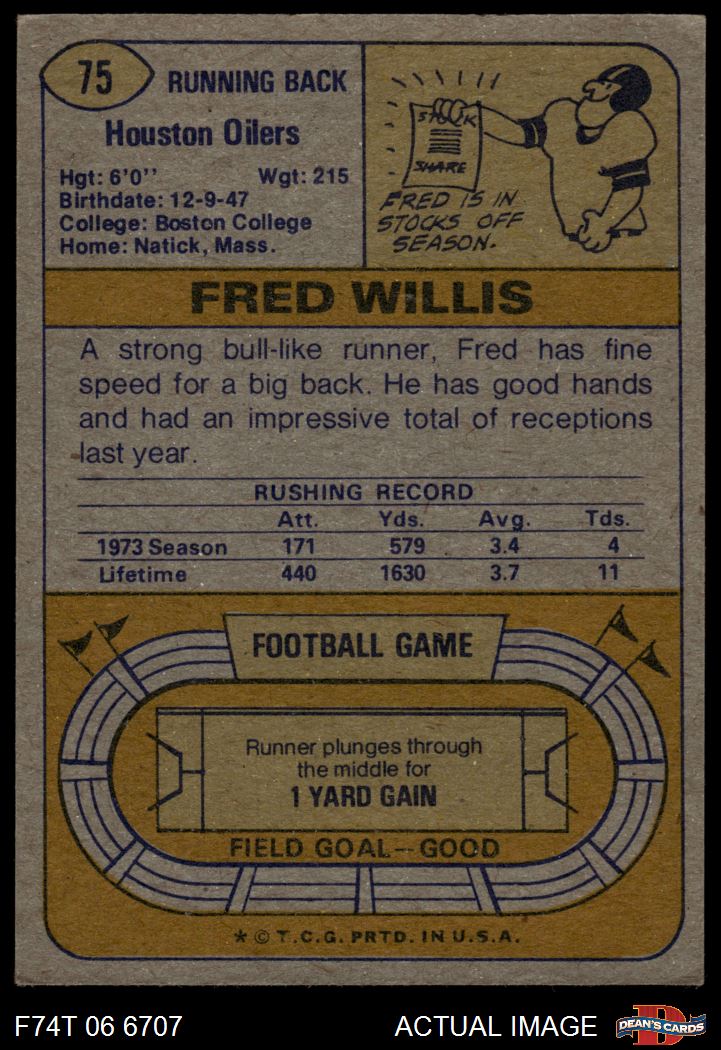 75
RUNNING BACK
Houston Oilers
Hgt: 6'0'' Wgt: 215
Birthdate: 12-9-47
College: Boston College
Home: Natick, Mass.
STOCK
SHARE
FRED IS IN
STOCKS OFF
SEASON.
FRED WILLIS
A strong bull-like runner, Fred has fine
speed for a big back. He has good hands
and had an impressive total of receptions
last year.
RUSHING RECORD
Att. Yds. Avg. Tds.
1973 Season 171 579 3.4 4
Lifetime 440 1630 3.7 11
FOOTBALL GAME
Runner plunges through
the middle for
1 YARD GAIN
FIELD GOAL--GOOD
* © T.C.G. PRTD. IN U.S.A.
F74T 06 6707 ACTUAL IMAGE
D
DEAN'S CARDS